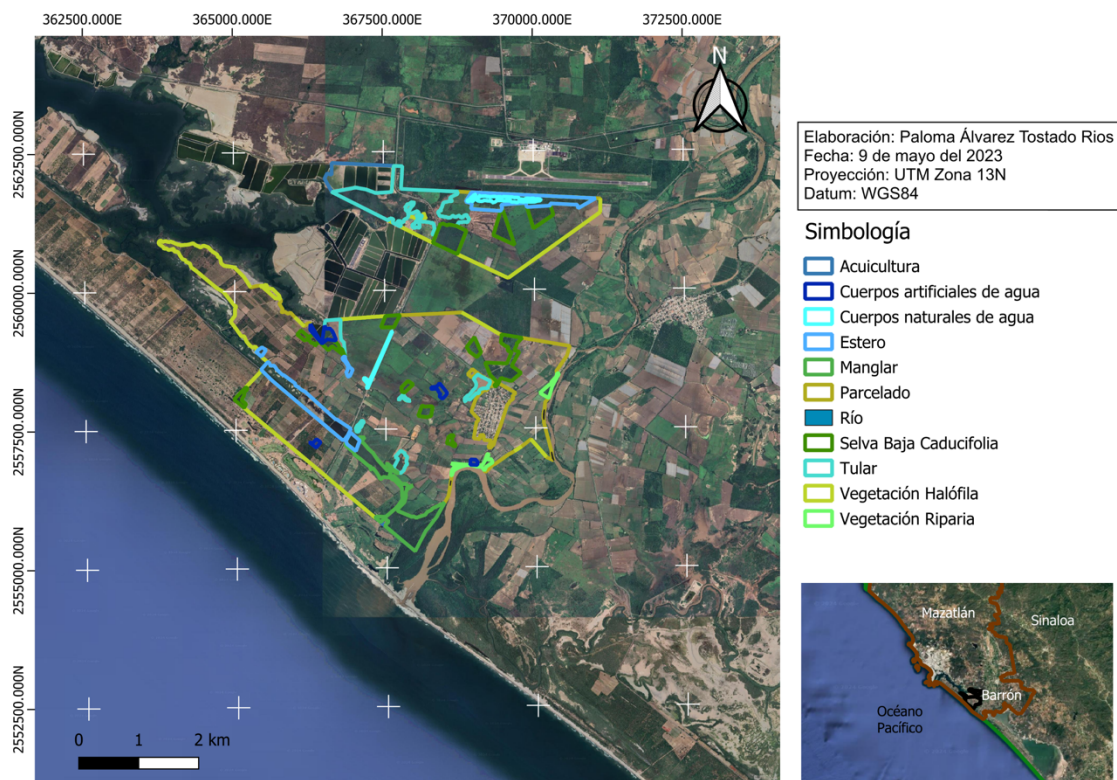 362500.000E 365000.000E 367500.000E 370000.000E 372500.000E
N
2562500.000N
2560000.000N
2557500.000N
2555000.000N
2552500.000N
0 1 2 km
Elaboración: Paloma Álvarez Tostado Rios
Fecha: 9 de mayo del 2023
Proyección: UTM Zona 13N
Datum: WGS84
Simbología
Acuicultura
Cuerpos artificiales de agua
Cuerpos naturales de agua
Estero
Manglar
Parcelado
Río
Selva Baja Caducifolia
Tular
Vegetación Halófila
Vegetación Riparia
Mazatlán
Sinaloa
Barrón
Océano
Pacífico